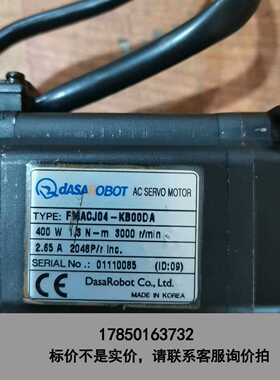 DASAROBOT AC SERVO MOTOR
TYPE: FMACJ04-KB00DA
400 W 1.3 N-m 3000 r/min
2.65 A 2048P/r Inc.
SERIAL No.: 01110085 (ID:09)
DasaRobot Co., Ltd.
MADE IN KOREA
17850163732
标价不是实价，请联系客服询价拍